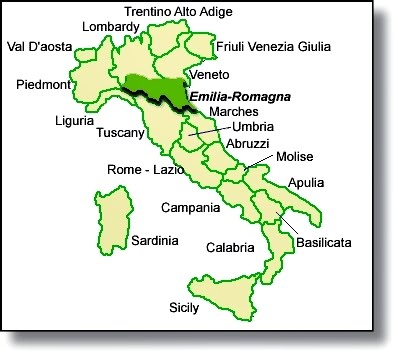 Trentino Alto Adige
Lombardy
Val D'aosta
Friuli Venezia Giulia
Veneto
Piedmont
Emilia-Romagna
Marches
Liguria
Umbria
Tuscany
Abruzzi
Molise
Rome - Lazio
Apulia
Campania
Sardinia
Calabria
Basilicata
Sicily